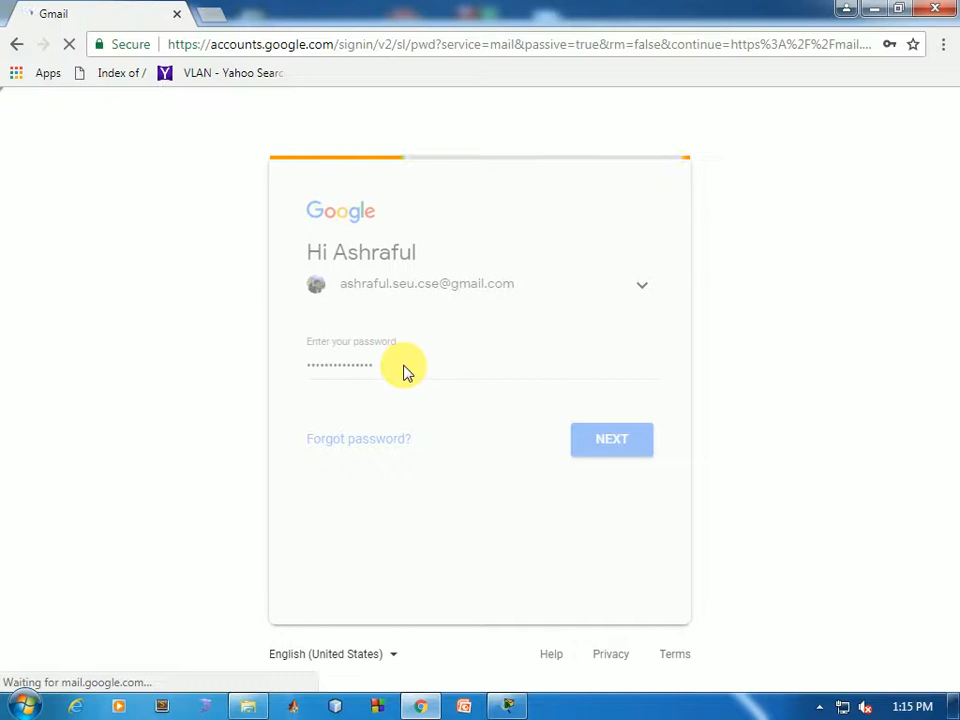 Gmail
Secure
https://accounts.google.com/signin/v2/sl/pwd?service=mail&passive=true&rm=false&continue=https%3A%2F%2Fmail....
Apps
Index of /
VLAN - Yahoo Searc
Google
Hi Ashraful
ashraful.seu.cse@gmail.com
Enter your password
•••••••••••••••
Forgot password?
NEXT
English (United States)
Help
Privacy
Terms
Waiting for mail.google.com...
1:15 PM